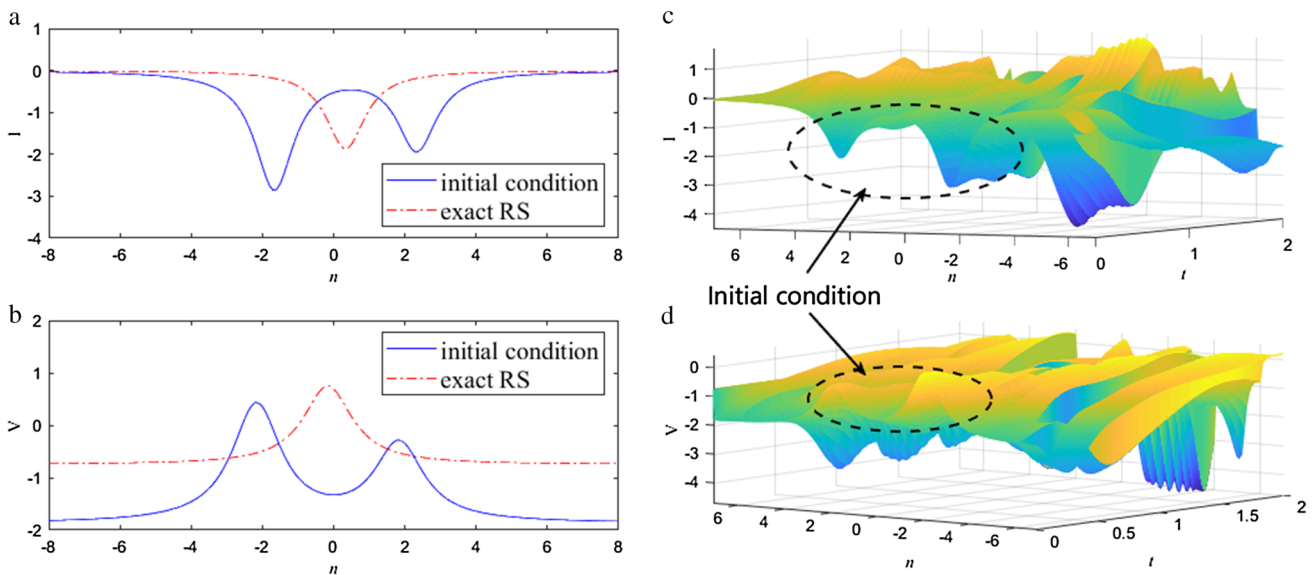 a
1
0
-1
-2
-3
-4
I
initial condition
exact RS
-8 -6 -4 -2 0 2 4 6 8
n
b
2
1
0
-1
-2
V
initial condition
exact RS
-8 -6 -4 -2 0 2 4 6 8
n
c
1
0
-1
-2
-3
-4
I
6 4 2 0 -2 -4 -6
n
0 1 2
t
Initial condition
d
0
-1
-2
-3
-4
V
6 4 2 0 -2 -4 -6
n
0 0.5 1 1.5 2
t